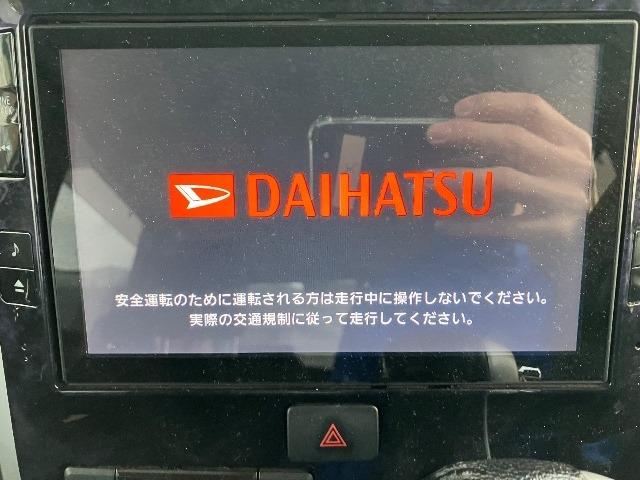 DAIHATSU
安全運転のために運転される方は走行中に操作しないでください。
実際の交通規制に従って走行してください。